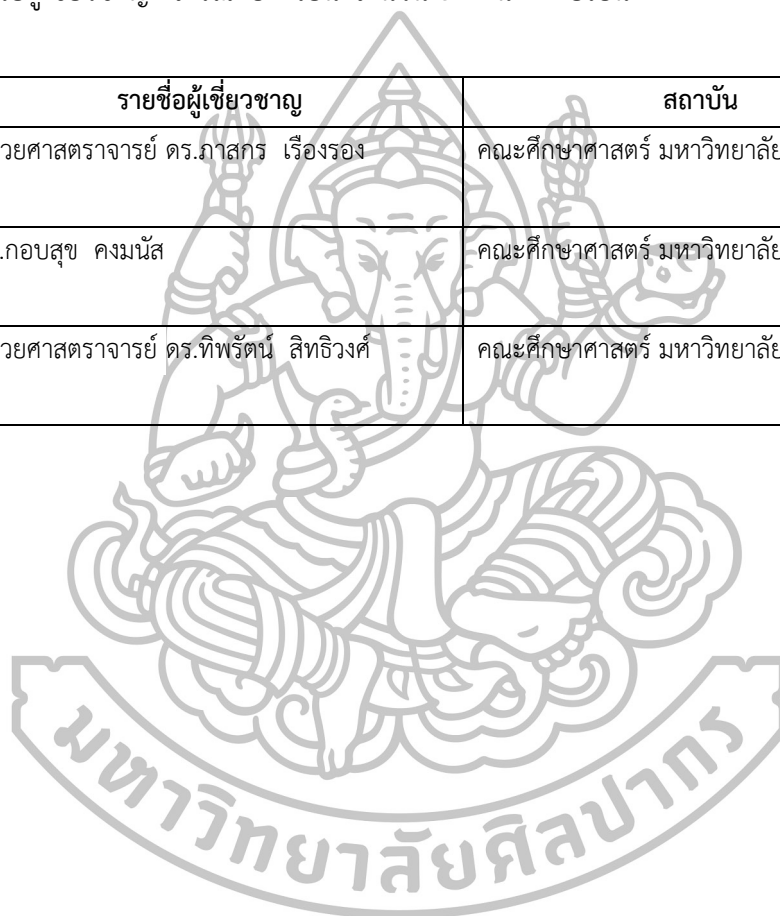 รายชื่อผู้เชี่ยวชาญ สถาบัน
วยศาสตราจารย์ ดร.ภาสกร เรืองรอง คณะศึกษาศาสตร์ มหาวิทยาลัย
.กอบสุข คงมนัส คณะศึกษาศาสตร์ มหาวิทยาลัย
วยศาสตราจารย์ ดร.ทิพรัตน์ สิทธิวงศ์ คณะศึกษาศาสตร์ มหาวิทยาลัย
มหาวิทยาลัยศิลปากร